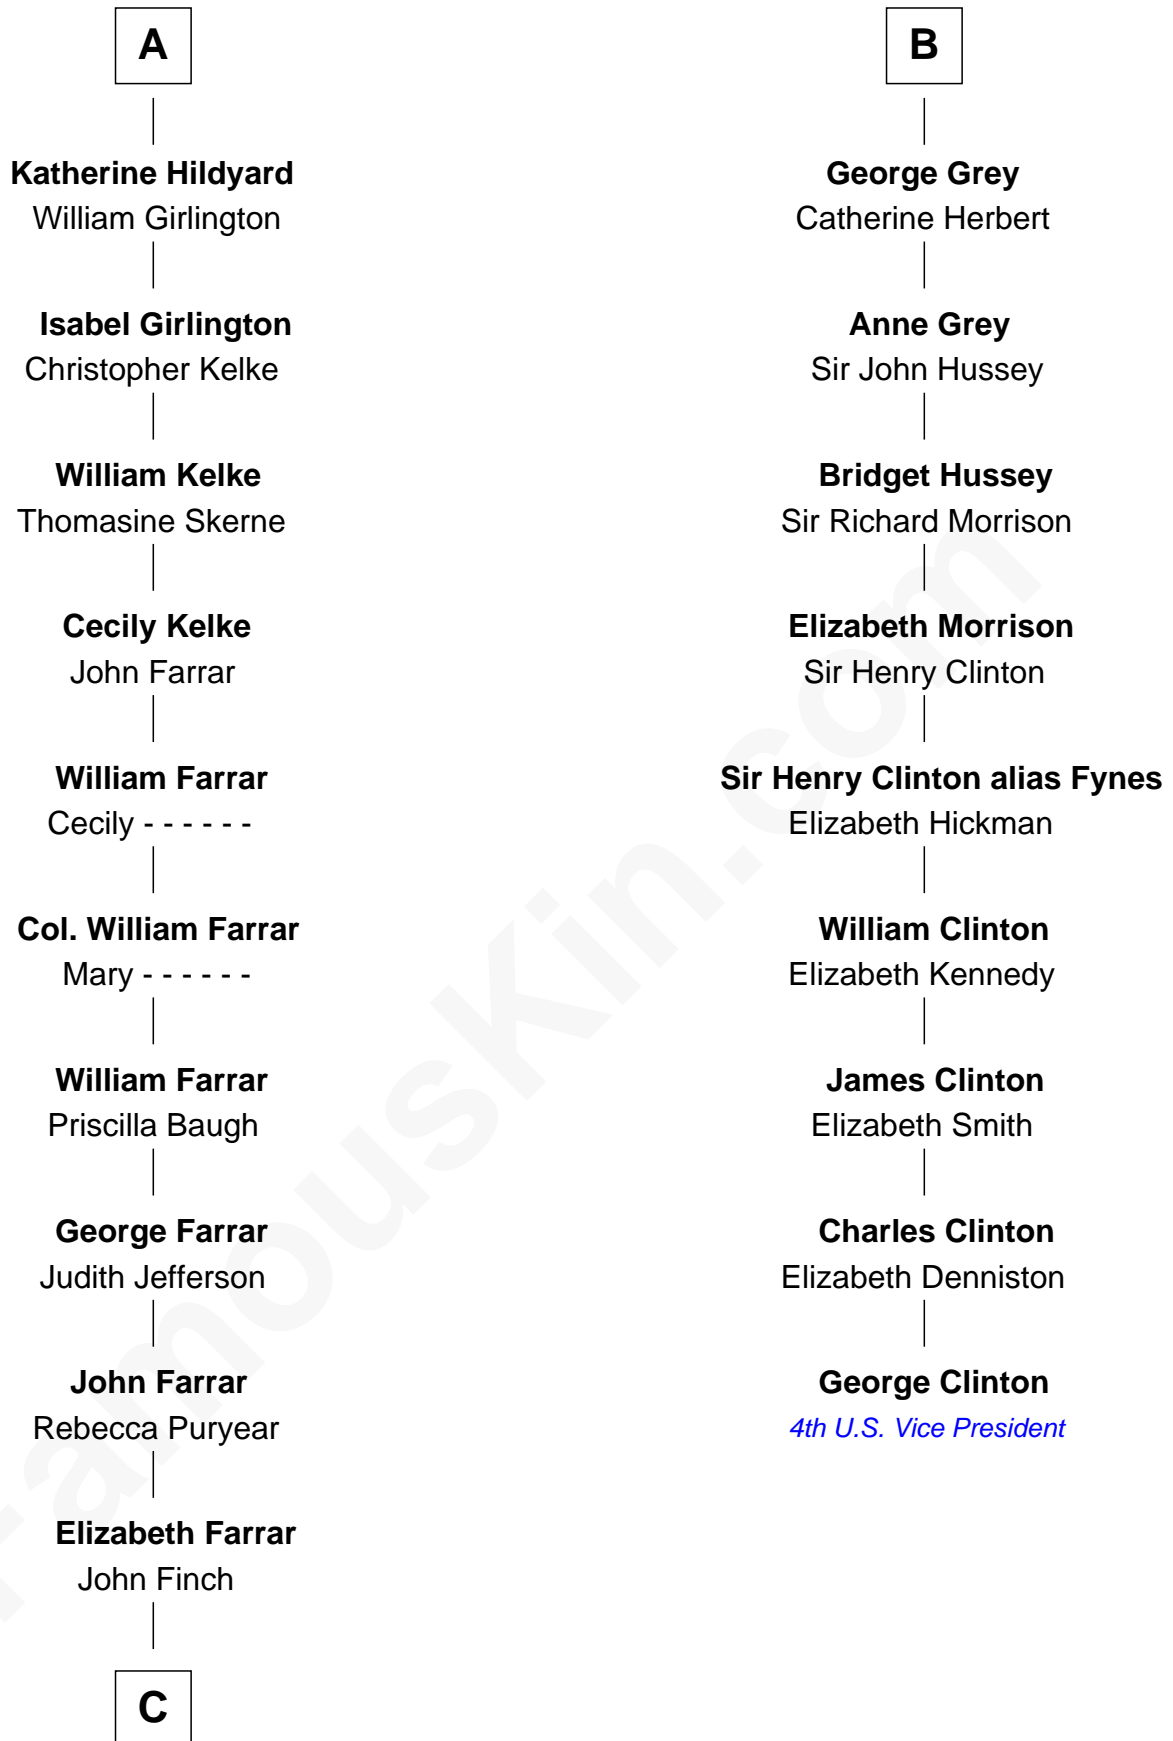 A
Katherine Hildyard
William Girlington
Isabel Girlington
Christopher Kelke
William Kelke
Thomasine Skerne
Cecily Kelke
John Farrar
William Farrar
Cecily - - - - - -
Col. William Farrar
Mary - - - - - -
William Farrar
Priscilla Baugh
George Farrar
Judith Jefferson
John Farrar
Rebecca Puryear
Elizabeth Farrar
John Finch
C
B
George Grey
Catherine Herbert
Anne Grey
Sir John Hussey
Bridget Hussey
Sir Richard Morrison
Elizabeth Morrison
Sir Henry Clinton
Sir Henry Clinton alias Fynes
Elizabeth Hickman
William Clinton
Elizabeth Kennedy
James Clinton
Elizabeth Smith
Charles Clinton
Elizabeth Denniston
George Clinton
4th U.S. Vice President
FamousKin.com